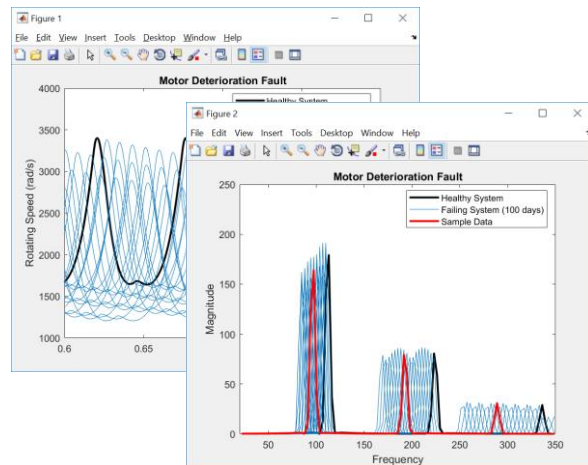 Figure 1
File Edit View Insert Tools Desktop Window Help
Motor Deterioration Fault
Healthy System
4000
3500
3000
2500
2000
1500
1000
Rotating Speed (rad/s)
0.6 0.65
Figure 2
File Edit View Insert Tools Desktop Window Help
Motor Deterioration Fault
Healthy System
Failing System (100 days)
Sample Data
250
200
150
100
50
0
Magnitude
50 100 150 200 250 300 350
Frequency